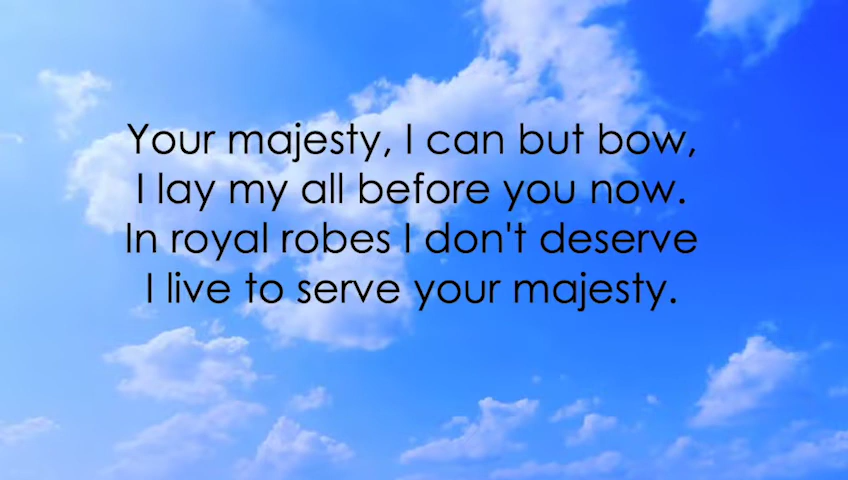 Your majesty, I can but bow,
I lay my all before you now.
In royal robes I don't deserve
I live to serve your majesty.